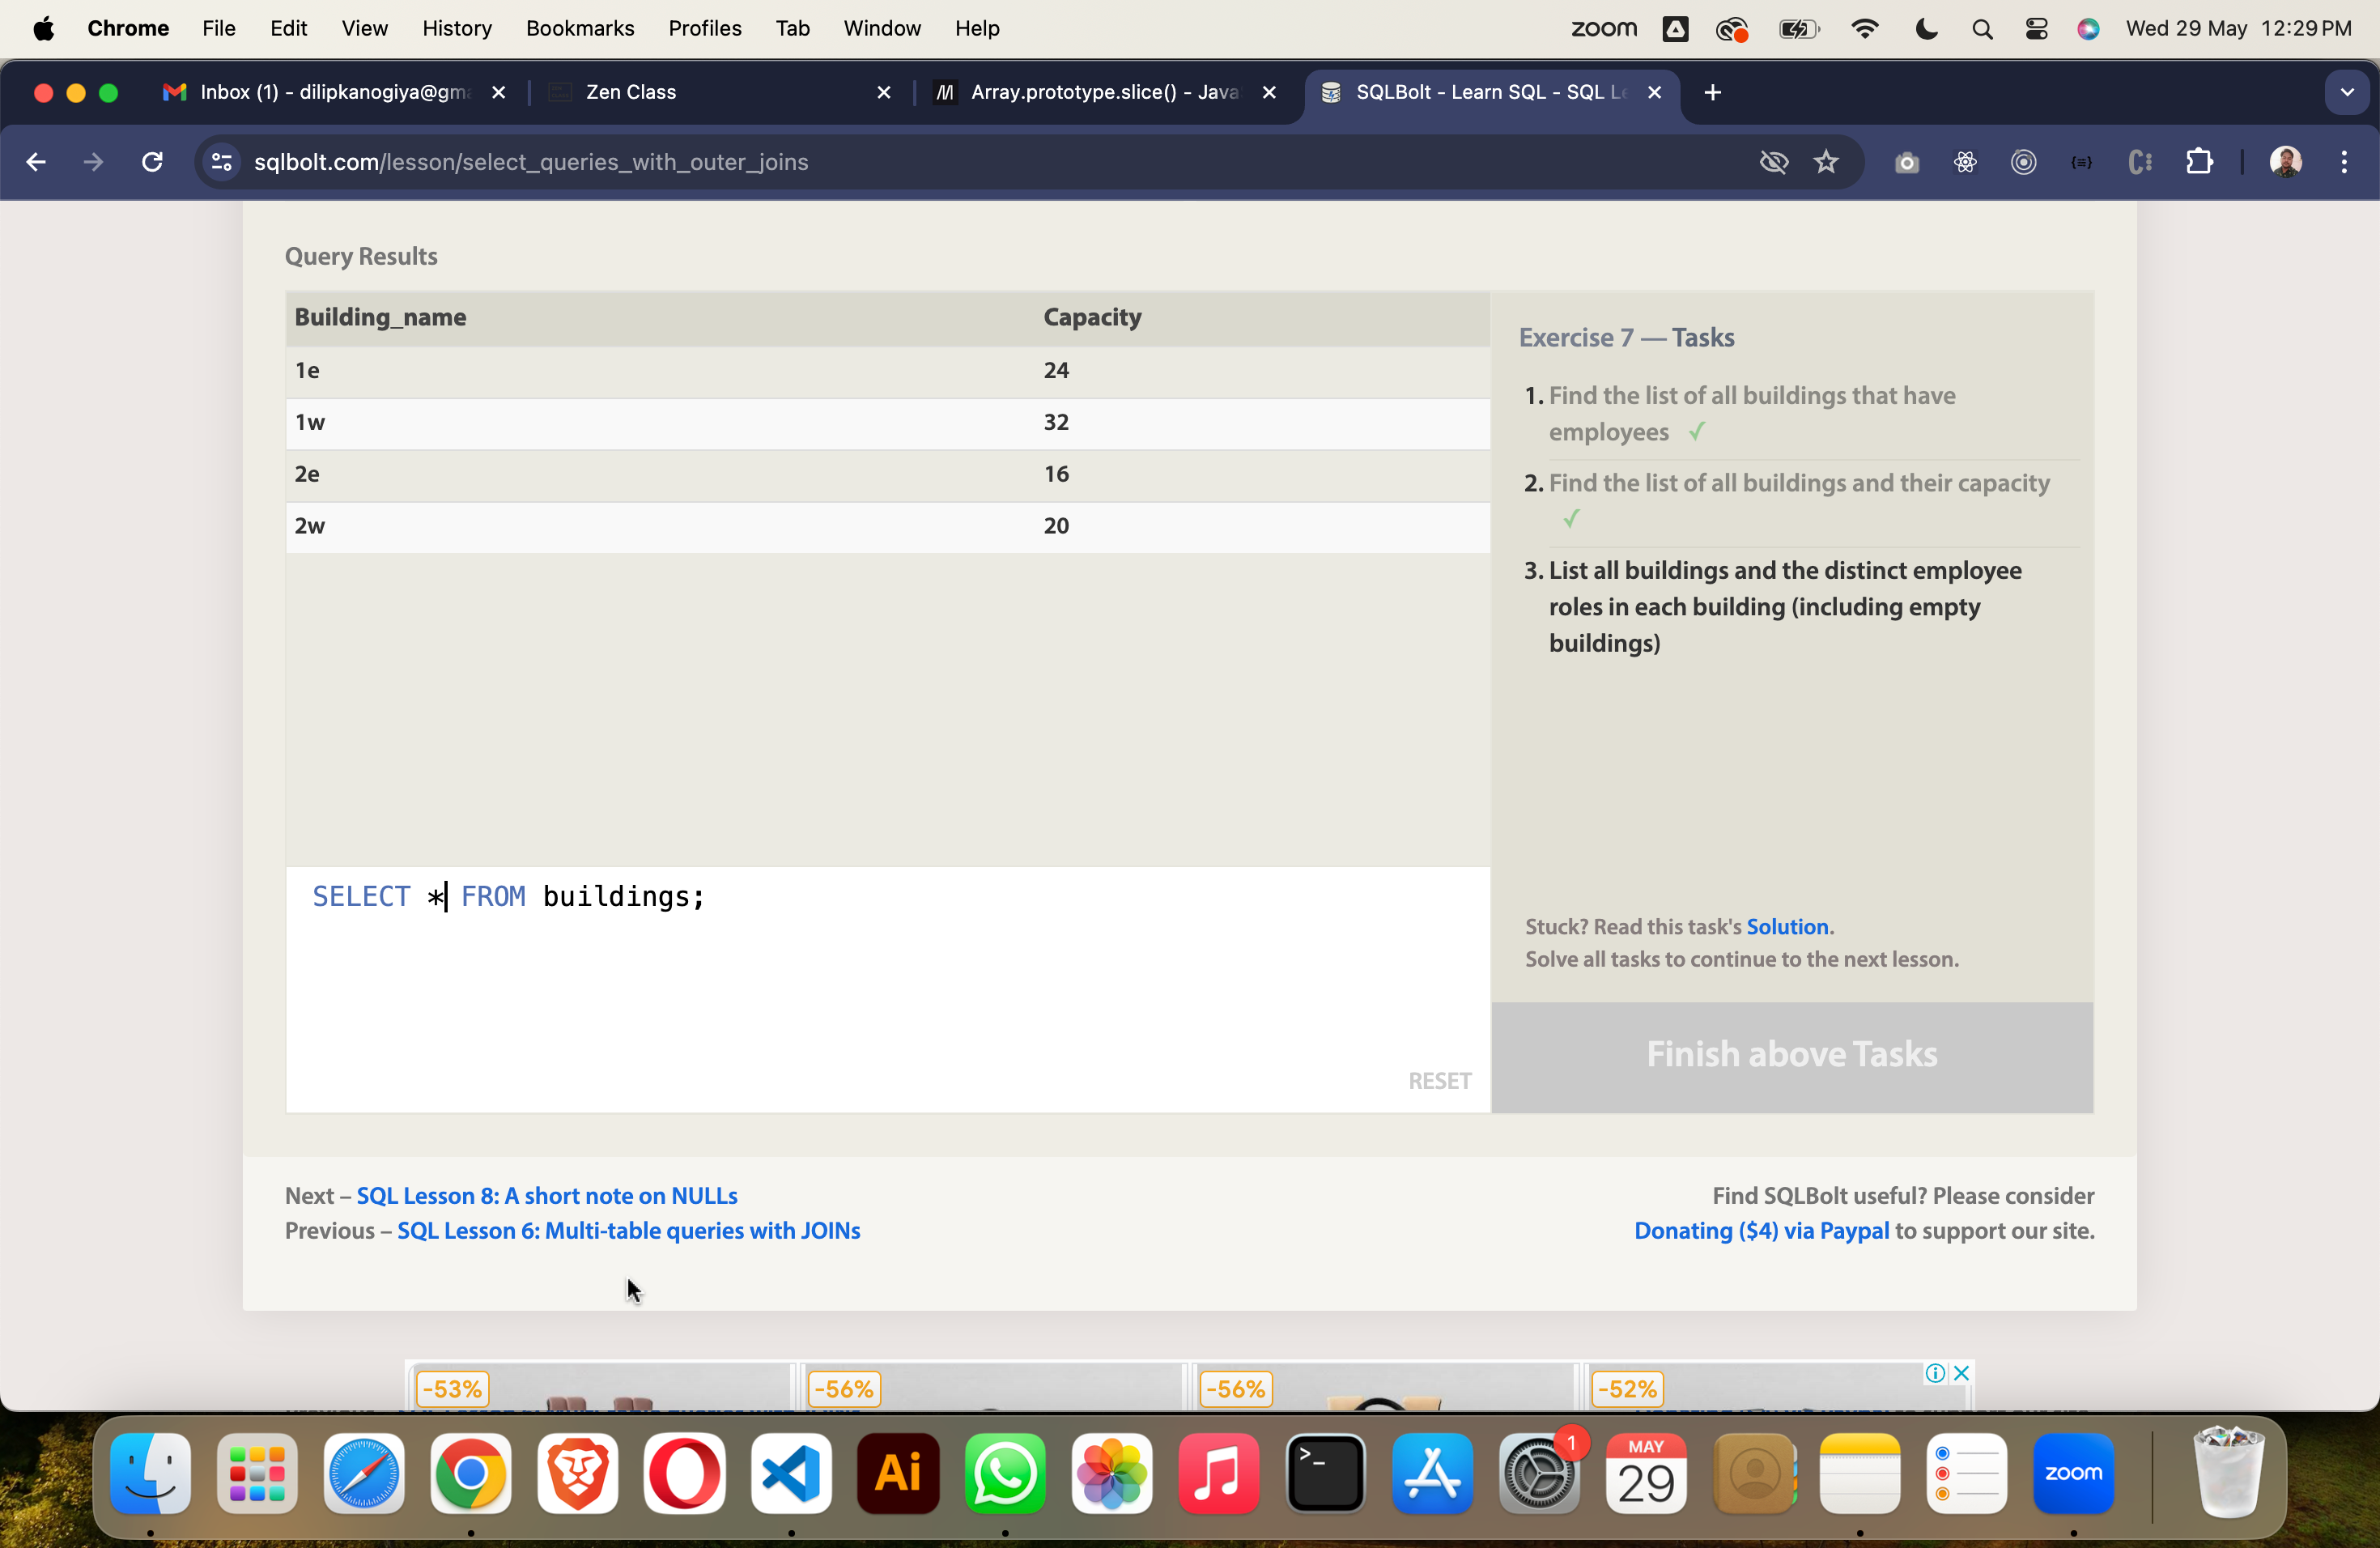 Chrome File Edit View History Bookmarks Profiles Tab Window Help zoom Wed 29 May 12:29 PM
Inbox (1) - dilipkanogiya@gm Zen Class Array.prototype.slice() - Java SQLBolt - Learn SQL - SQL L
sqlbolt.com/lesson/select_queries_with_outer_joins
Query Results
Building_name Capacity
1e 24
1w 32
2e 16
2w 20
Exercise 7 — Tasks
1. Find the list of all buildings that have
employees ✓
2. Find the list of all buildings and their capacity
✓
3. List all buildings and the distinct employee
roles in each building (including empty
buildings)
SELECT * FROM buildings;
RESET
Stuck? Read this task's Solution.
Solve all tasks to continue to the next lesson.
Finish above Tasks
Next – SQL Lesson 8: A short note on NULLs
Previous – SQL Lesson 6: Multi-table queries with JOINs
Find SQLBolt useful? Please consider
Donating ($4) via Paypal to support our site.
-53% -56% -56% -52%
Ai
>_
1
MAY
29
zoom